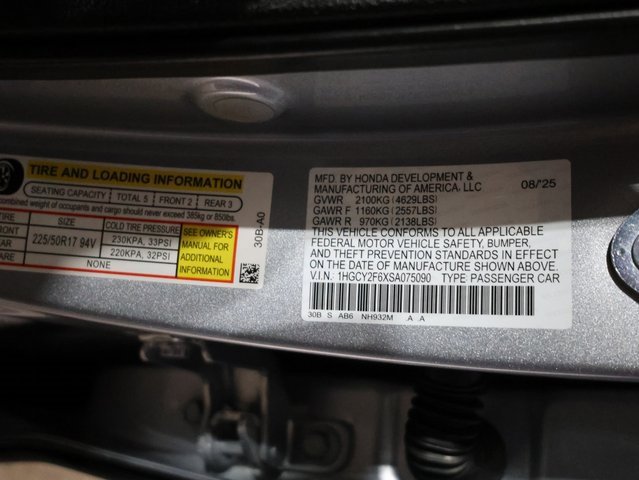 TIRE AND LOADING INFORMATION
SEATING CAPACITY TOTAL 5 FRONT 2 REAR 3
combined weight of occupants and cargo should never exceed 385kg or 850lbs.
TIRE SIZE COLD TIRE PRESSURE
SEE OWNER'S MANUAL FOR ADDITIONAL INFORMATION
225/50R17 94V
230KPA, 33PSI
220KPA, 32PSI
NONE
30B-A0
MFD. BY HONDA DEVELOPMENT &
MANUFACTURING OF AMERICA, LLC 08/'25
GVWR 2100KG (4629LBS)
GAWR F 1160KG (2557LBS)
GAWR R 970KG (2138LBS)
THIS VEHICLE CONFORMS TO ALL APPLICABLE
FEDERAL MOTOR VEHICLE SAFETY, BUMPER,
AND THEFT PREVENTION STANDARDS IN EFFECT
ON THE DATE OF MANUFACTURE SHOWN ABOVE.
V.I.N. 1HGCY2F6XSA075090 TYPE PASSENGER CAR
30B S AB6 NH932M A A